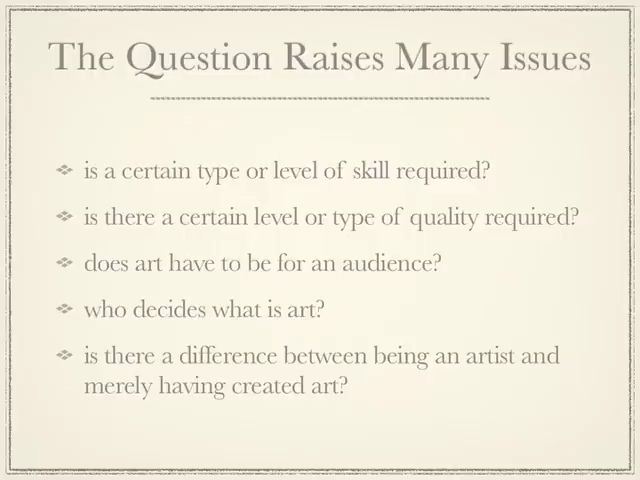 The Question Raises Many Issues
is a certain type or level of skill required?
is there a certain level or type of quality required?
does art have to be for an audience?
who decides what is art?
is there a difference between being an artist and
merely having created art?